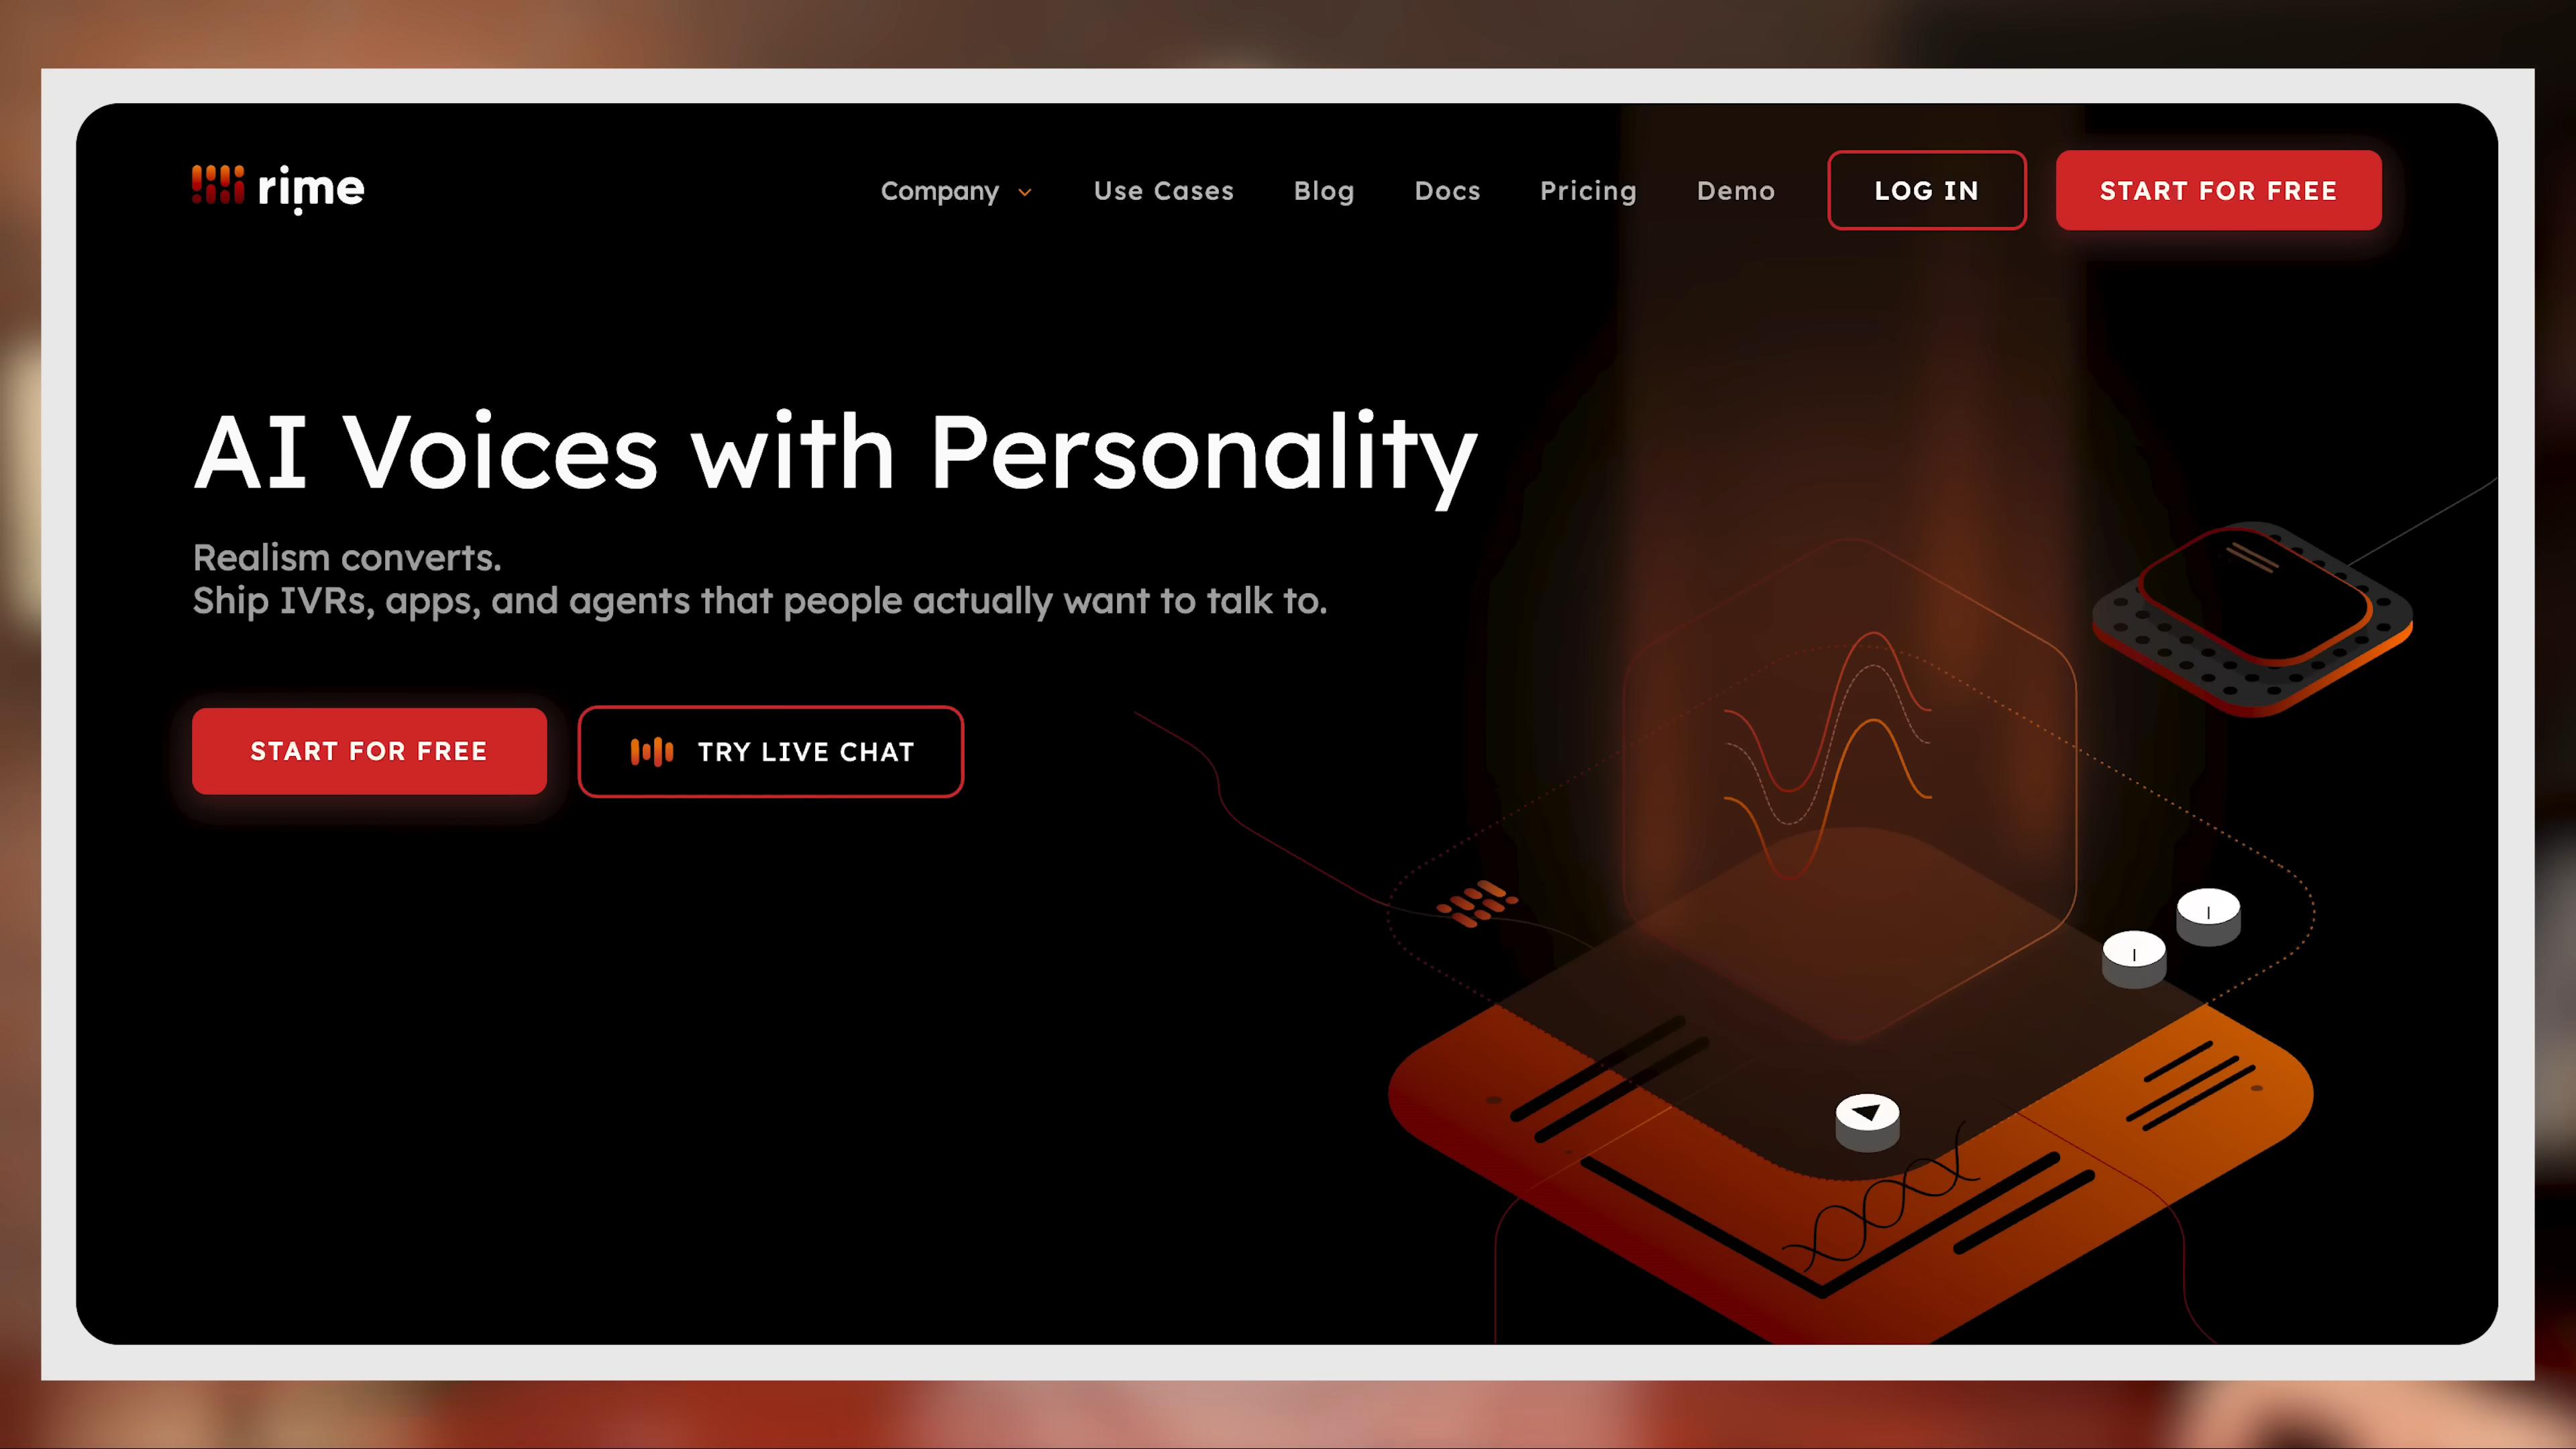 rime
Company
Use Cases
Blog
Docs
Pricing
Demo
LOG IN
START FOR FREE
AI Voices with Personality
Realism converts.
Ship IVRs, apps, and agents that people actually want to talk to.
START FOR FREE
TRY LIVE CHAT